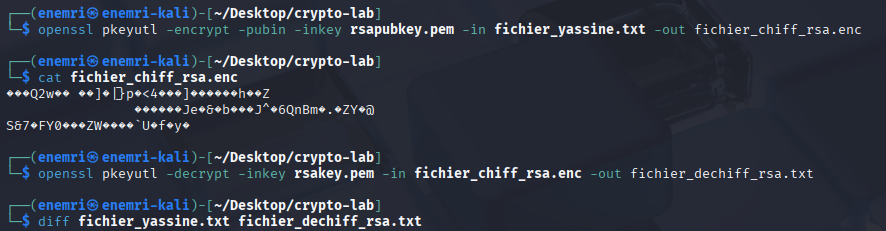 ┌──(enemri㉿enemri-kali)-[~/Desktop/crypto-lab]
└─$ openssl pkeyutl -encrypt -pubin -inkey rsapubkey.pem -in fichier_yassine.txt -out fichier_chiff_rsa.enc
┌──(enemri㉿enemri-kali)-[~/Desktop/crypto-lab]
└─$ cat fichier_chiff_rsa.enc
���Q2w�� ��]�|}p�<4���]������h��Z
������Je�&�b���J^�6QnBm�.�ZY�@
S&7�FY0���ZW����`U�f�y�
┌──(enemri㉿enemri-kali)-[~/Desktop/crypto-lab]
└─$ openssl pkeyutl -decrypt -inkey rsakey.pem -in fichier_chiff_rsa.enc -out fichier_dechiff_rsa.txt
┌──(enemri㉿enemri-kali)-[~/Desktop/crypto-lab]
└─$ diff fichier_yassine.txt fichier_dechiff_rsa.txt